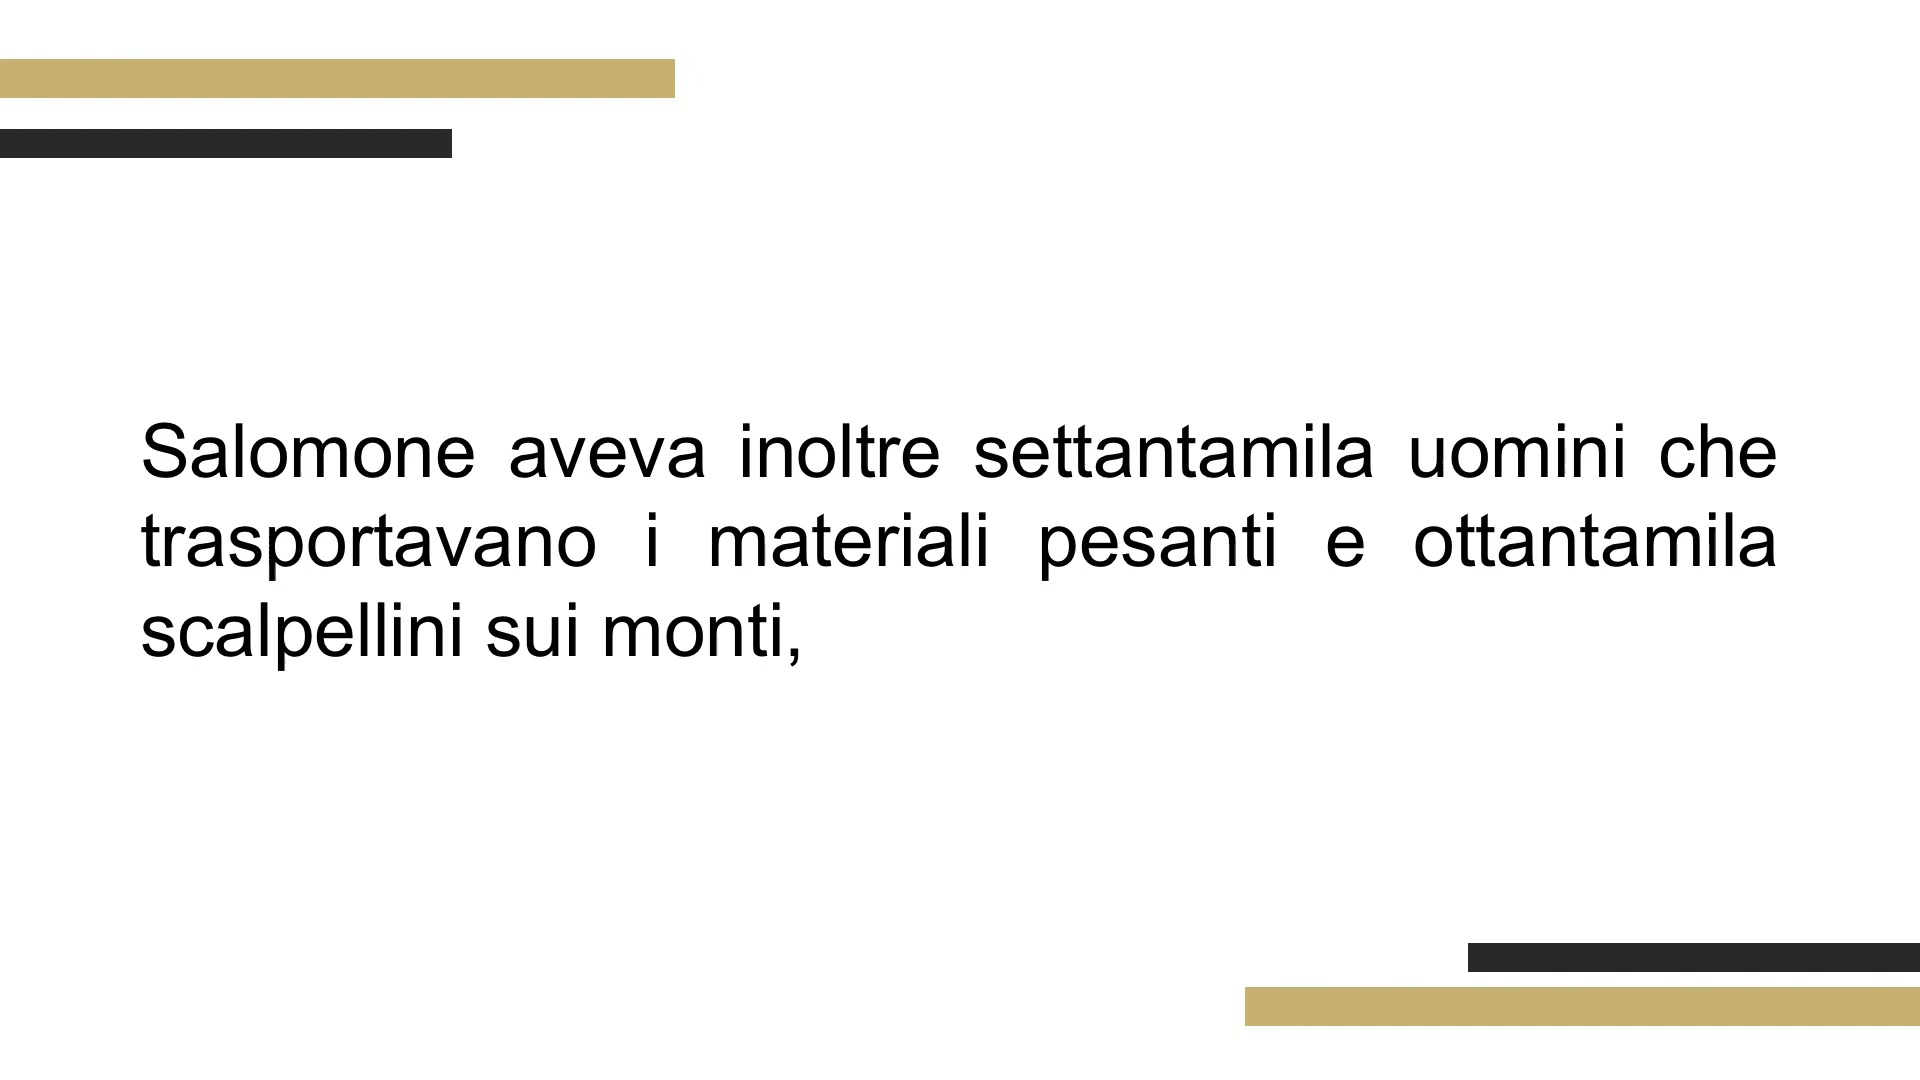 Salomone aveva inoltre settantamila uomini che
trasportavano i materiali pesanti e ottantamila
scalpellini sui monti,